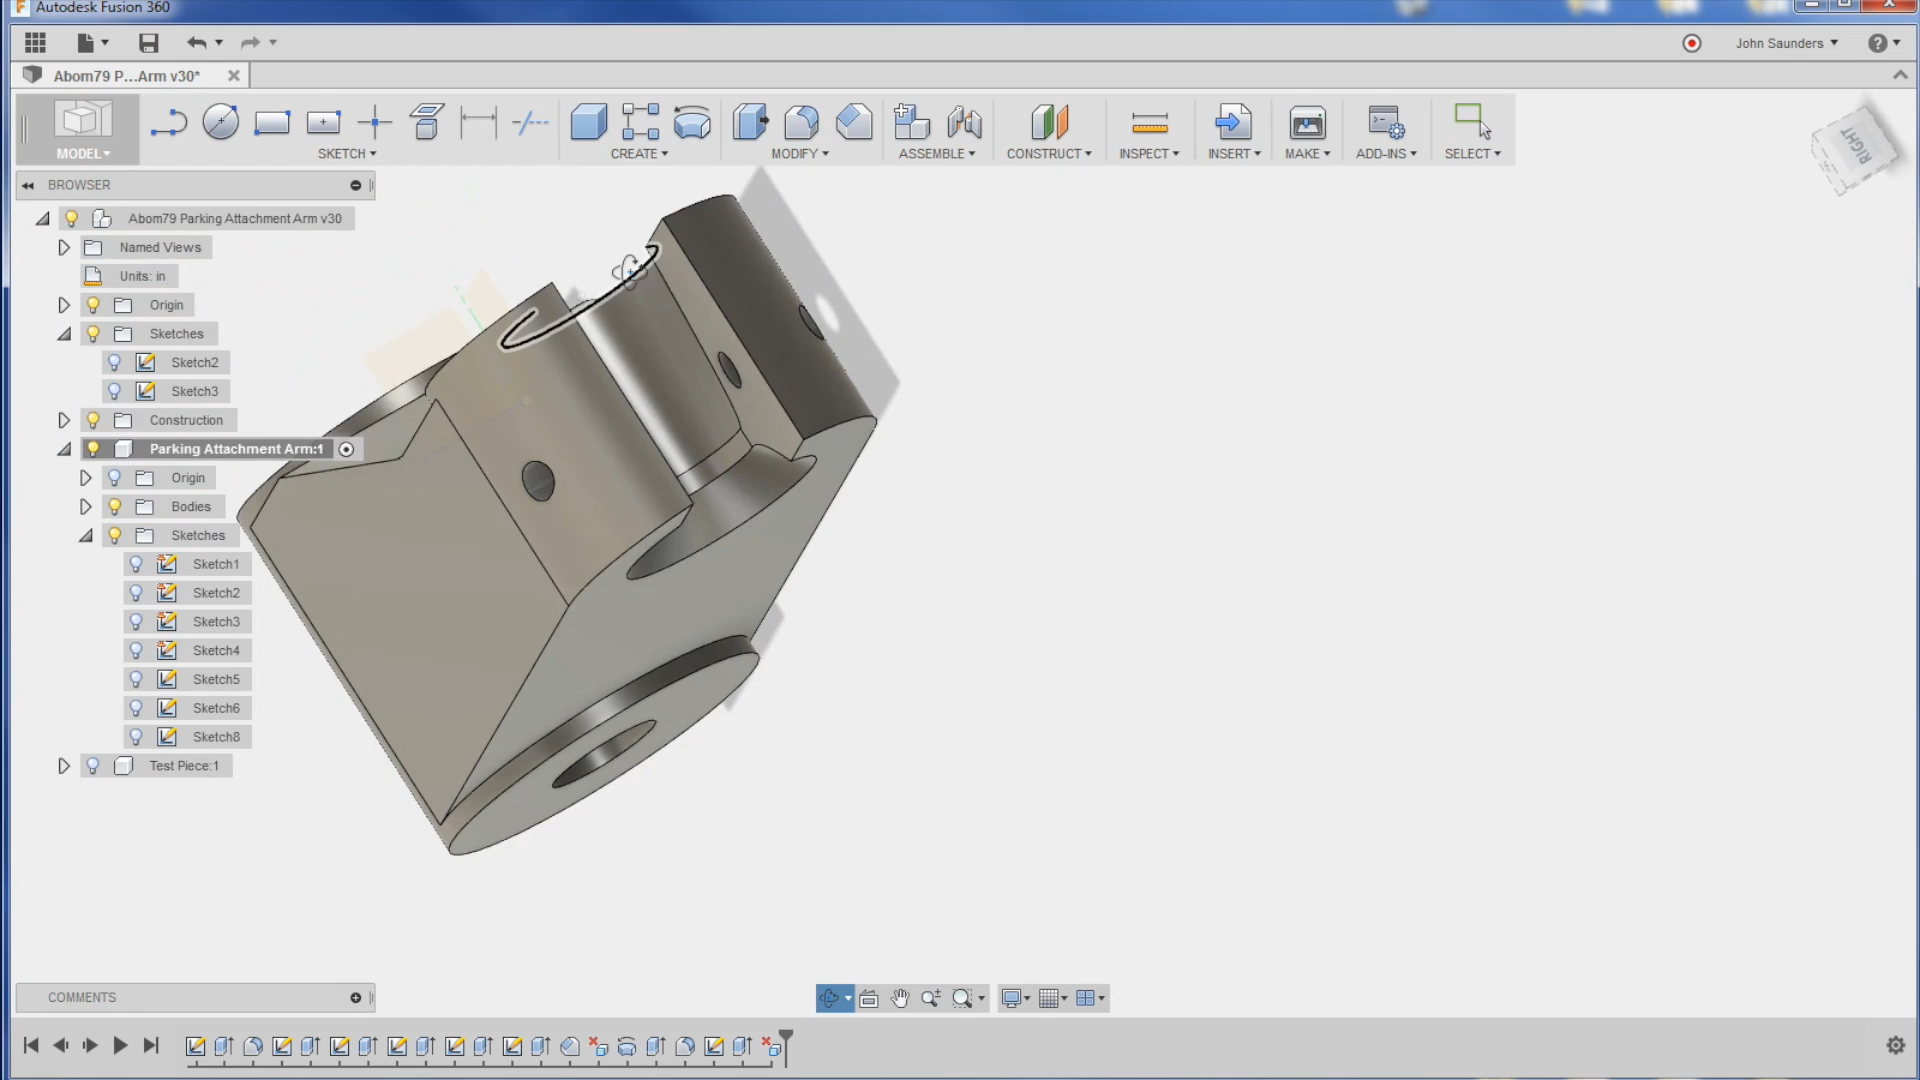 Autodesk Fusion 360
John Saunders
Abom79 P...Arm v30*
MODEL
SKETCH
CREATE
MODIFY
ASSEMBLE
CONSTRUCT
INSPECT
INSERT
MAKE
ADD-INS
SELECT
RIGHT
BROWSER
Abom79 Parking Attachment Arm v30
Named Views
Units: in
Origin
Sketches
Sketch2
Sketch3
Construction
Parking Attachment Arm:1
Origin
Bodies
Sketches
Sketch1
Sketch2
Sketch3
Sketch4
Sketch5
Sketch6
Sketch8
Test Piece:1
COMMENTS